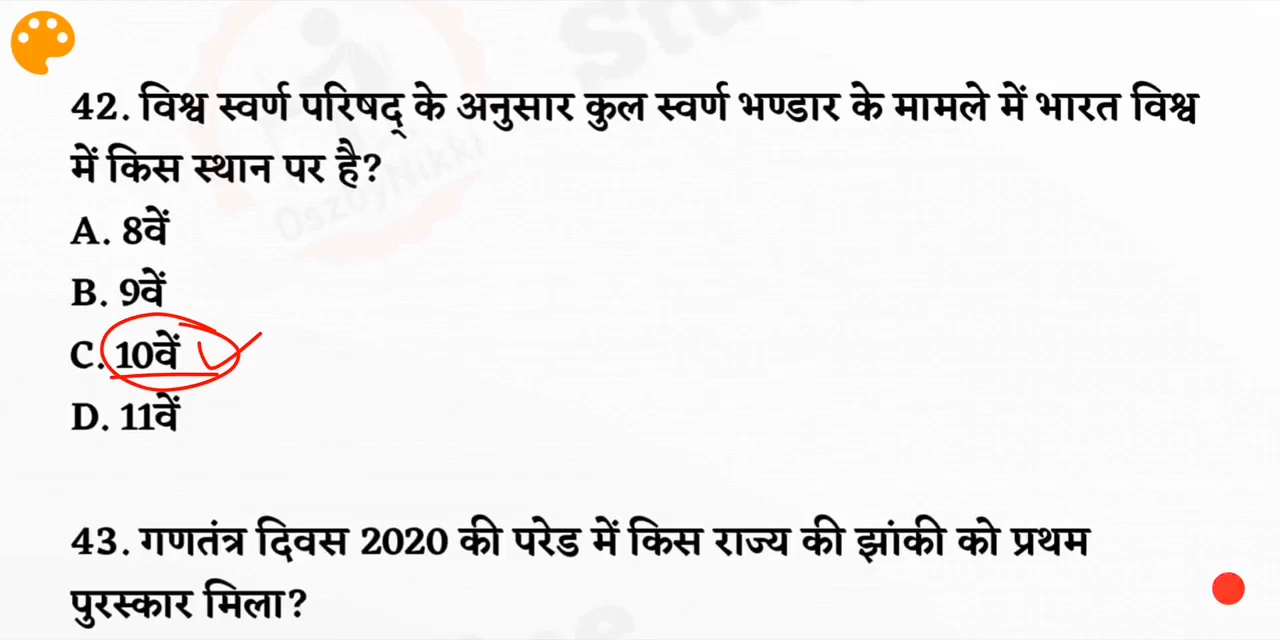 42. विश्व स्वर्ण परिषद् के अनुसार कुल स्वर्ण भण्डार के मामले में भारत विश्व
में किस स्थान पर है?
A. 8वें
B. 9वें
C. 10वें
D. 11वें
43. गणतंत्र दिवस 2020 की परेड में किस राज्य की झांकी को प्रथम
पुरस्कार मिला?